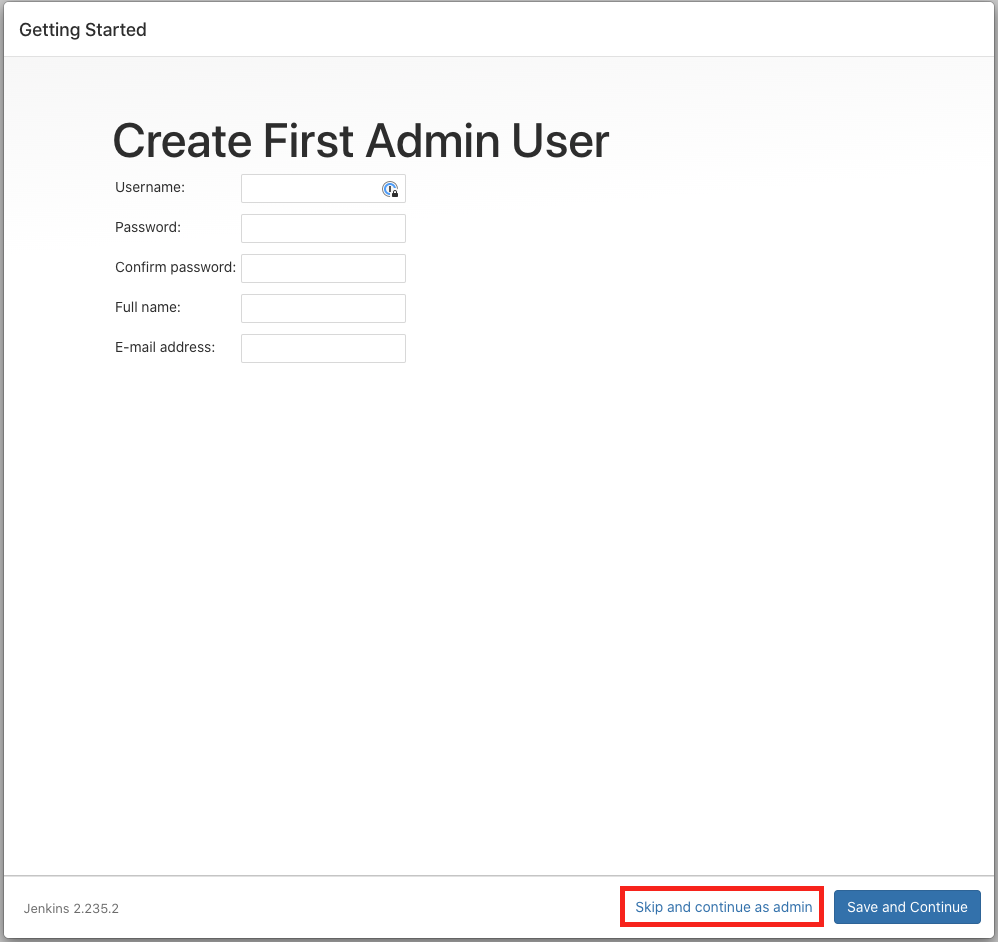 Getting Started
Create First Admin User
Username:
Password:
Confirm password:
Full name:
E-mail address:
Jenkins 2.235.2
Skip and continue as admin
Save and Continue